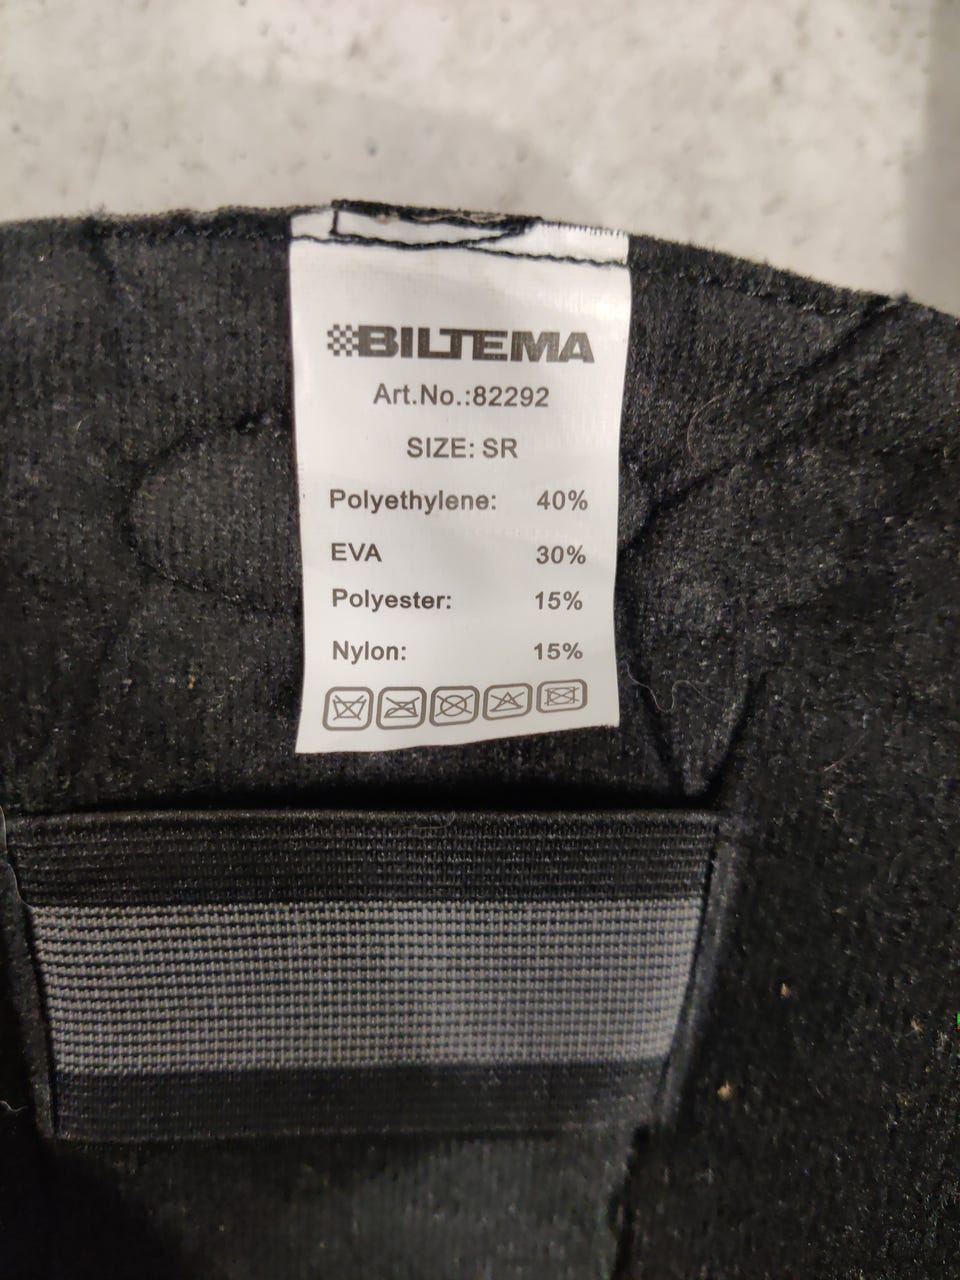 BILTEMA
Art.No.:82292
SIZE: SR
Polyethylene: 40%
EVA 30%
Polyester: 15%
Nylon: 15%